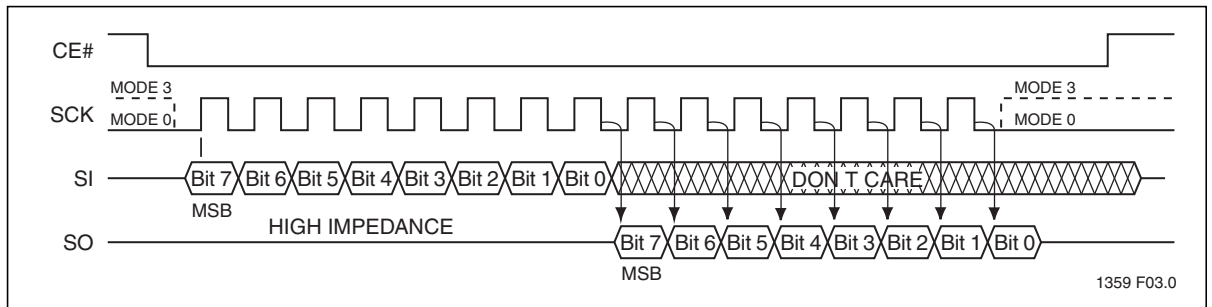 CE#
MODE 3
MODE 3
SCK
MODE 0
MODE 0
SI
Bit 7 Bit 6 Bit 5 Bit 4 Bit 3 Bit 2 Bit 1 Bit 0 DON T CARE
MSB
HIGH IMPEDANCE
SO
Bit 7 Bit 6 Bit 5 Bit 4 Bit 3 Bit 2 Bit 1 Bit 0
MSB
1359 F03.0